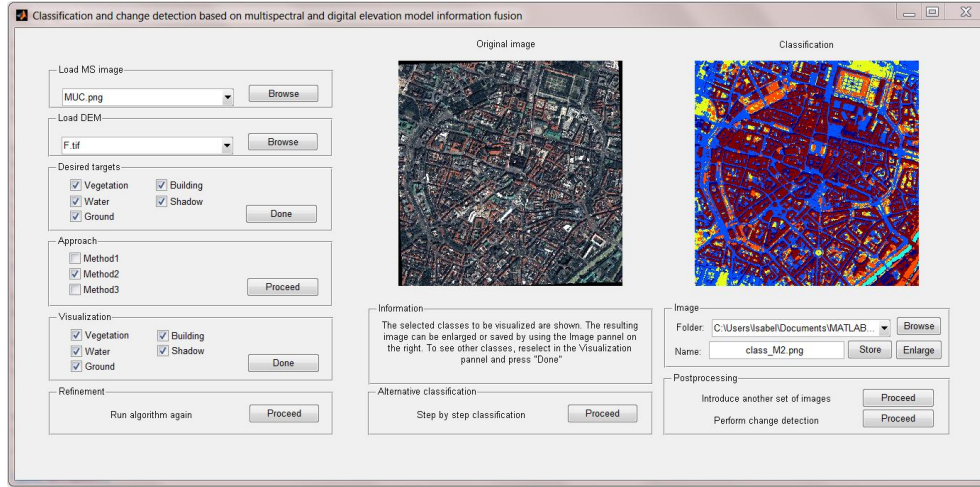 Classification and change detection based on multispectral and digital elevation model information fusion
Original image
Classification
Load MS image
MUC.png
Browse
Load DEM
F.tif
Browse
Desired targets
Vegetation
Building
Water
Shadow
Ground
Done
Approach
Method1
Method2
Method3
Proceed
Visualization
Vegetation
Building
Water
Shadow
Ground
Done
Refinement
Run algorithm again
Proceed
Information
The selected classes to be visualized are shown. The resulting
image can be enlarged or saved by using the Image pannel on
the right. To see other classes, reselect in the Visualization
pannel and press "Done"
Alternative classification
Step by step classification
Proceed
Image
Folder:
C:\Users\Isabel\Documents\MATLAB...
Browse
Name:
class_M2.png
Store
Enlarge
Postprocessing
Introduce another set of images
Proceed
Perform change detection
Proceed